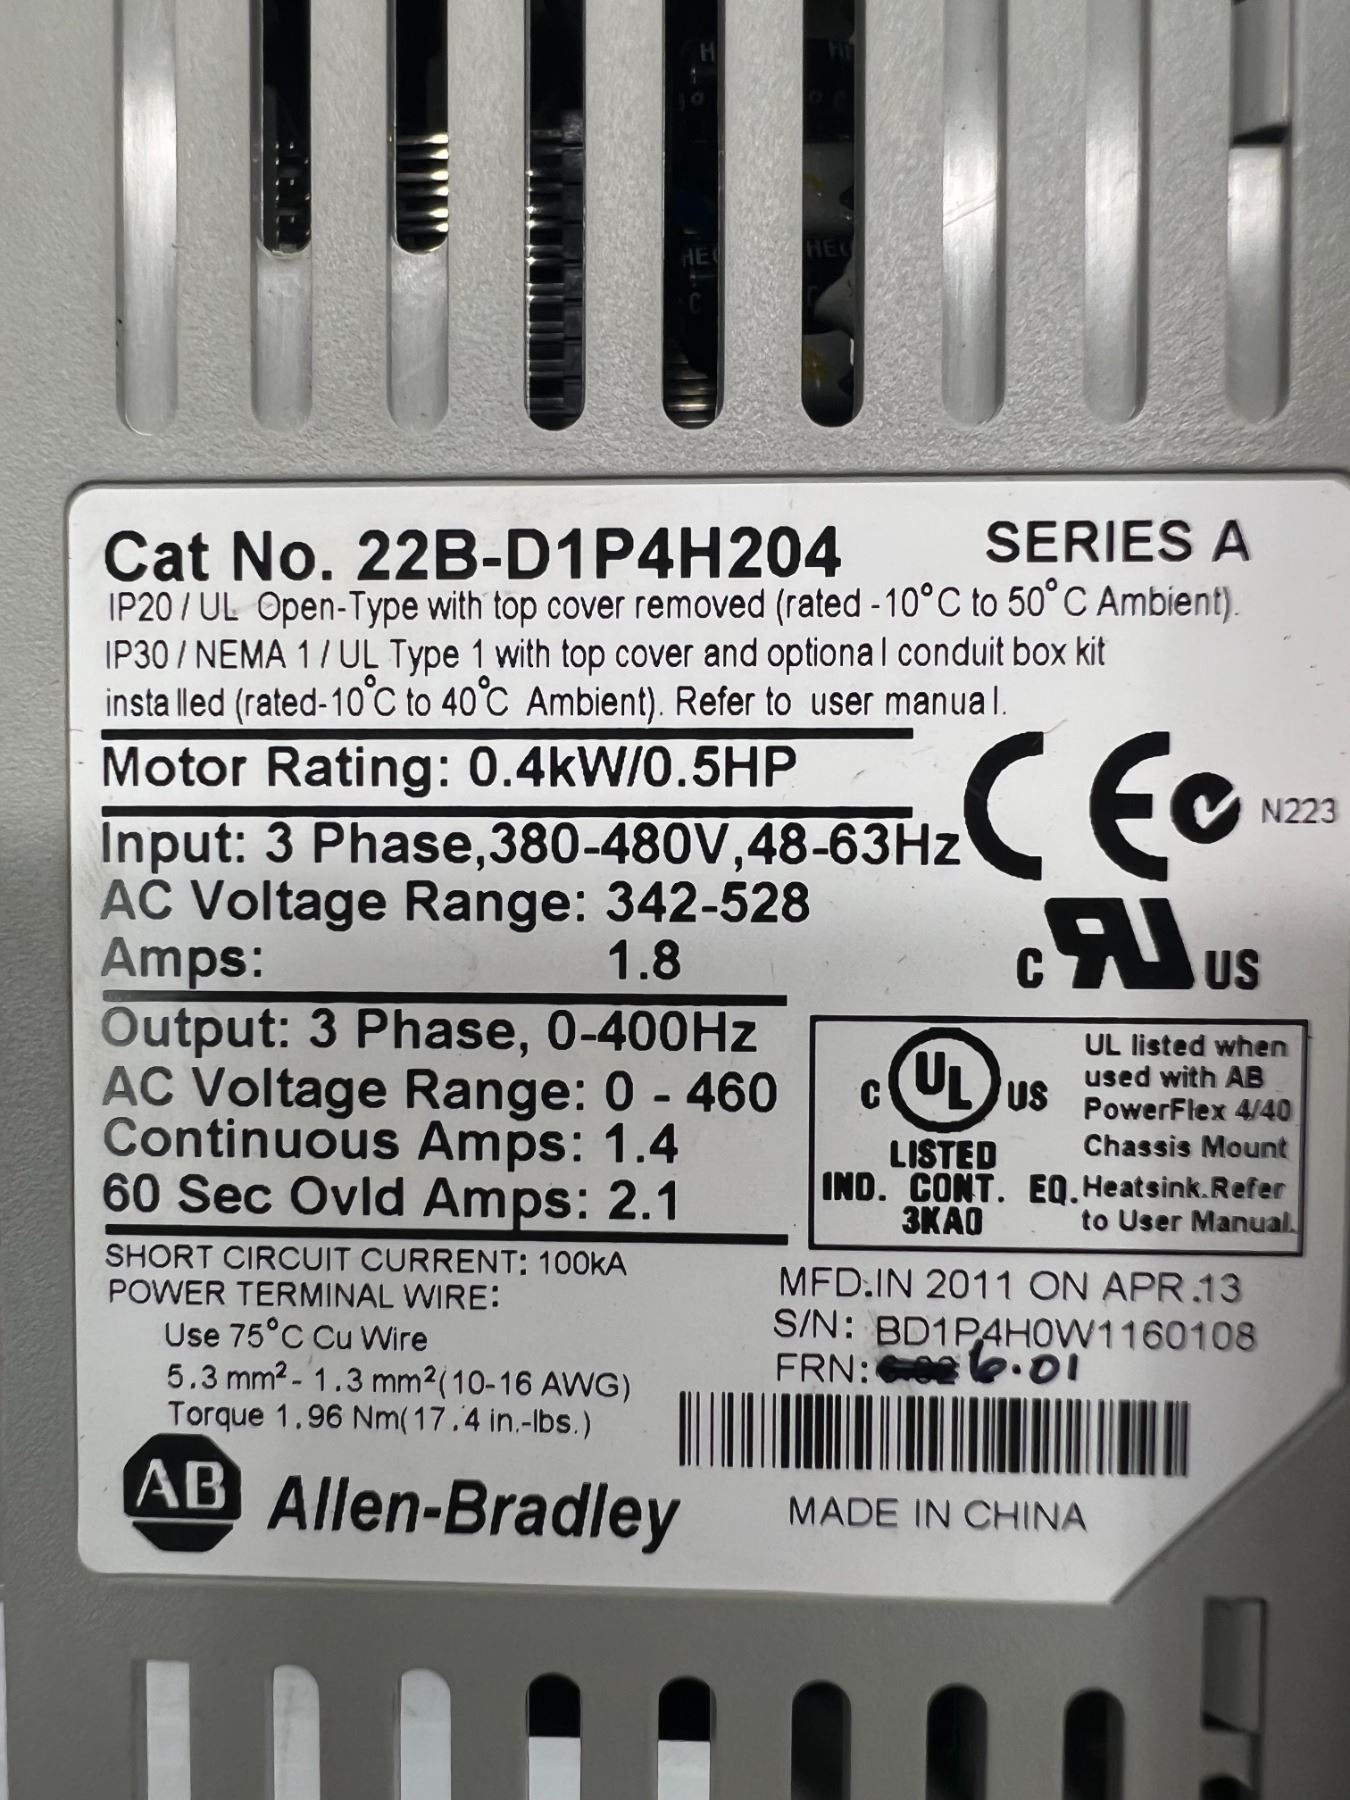 Cat No. 22B-D1P4H204 SERIES A
IP20 / UL Open-Type with top cover removed (rated -10°C to 50°C Ambient).
IP30 / NEMA 1 / UL Type 1 with top cover and optional conduit box kit
installed (rated-10°C to 40°C Ambient). Refer to user manual.
Motor Rating: 0.4kW/0.5HP
CE N223
Input: 3 Phase,380-480V,48-63Hz
AC Voltage Range: 342-528
Amps: 1.8
c RU US
Output: 3 Phase, 0-400Hz
AC Voltage Range: 0 - 460
Continuous Amps: 1.4
60 Sec Ovld Amps: 2.1
c UL US
LISTED
IND. CONT. EQ.
3KA0
UL listed when
used with AB
PowerFlex 4/40
Chassis Mount
Heatsink.Refer
to User Manual.
SHORT CIRCUIT CURRENT: 100kA
POWER TERMINAL WIRE:
Use 75°C Cu Wire
5.3 mm²- 1.3 mm²(10-16 AWG)
Torque 1.96 Nm(17.4 in.-lbs.)
MFD.IN 2011 ON APR.13
S/N: BD1P4H0W1160108
FRN: 6.01
AB Allen-Bradley
MADE IN CHINA